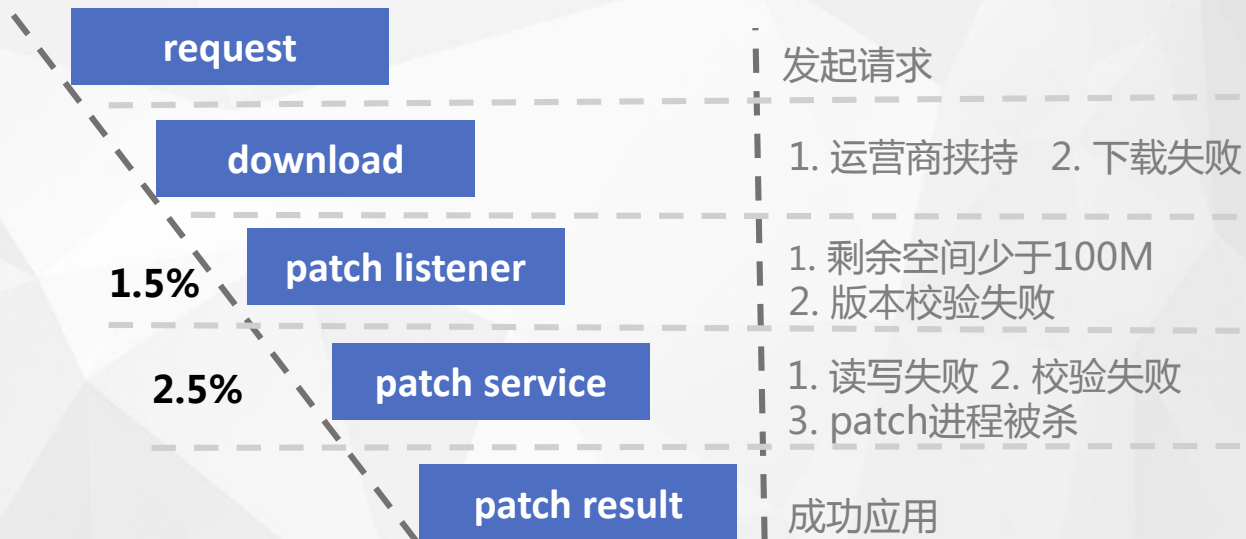 request
发起请求
download
1. 运营商挟持 2. 下载失败
patch listener
1.5%
1. 剩余空间少于100M
2. 版本校验失败
patch service
2.5%
1. 读写失败 2. 校验失败
3. patch进程被杀
patch result
成功应用